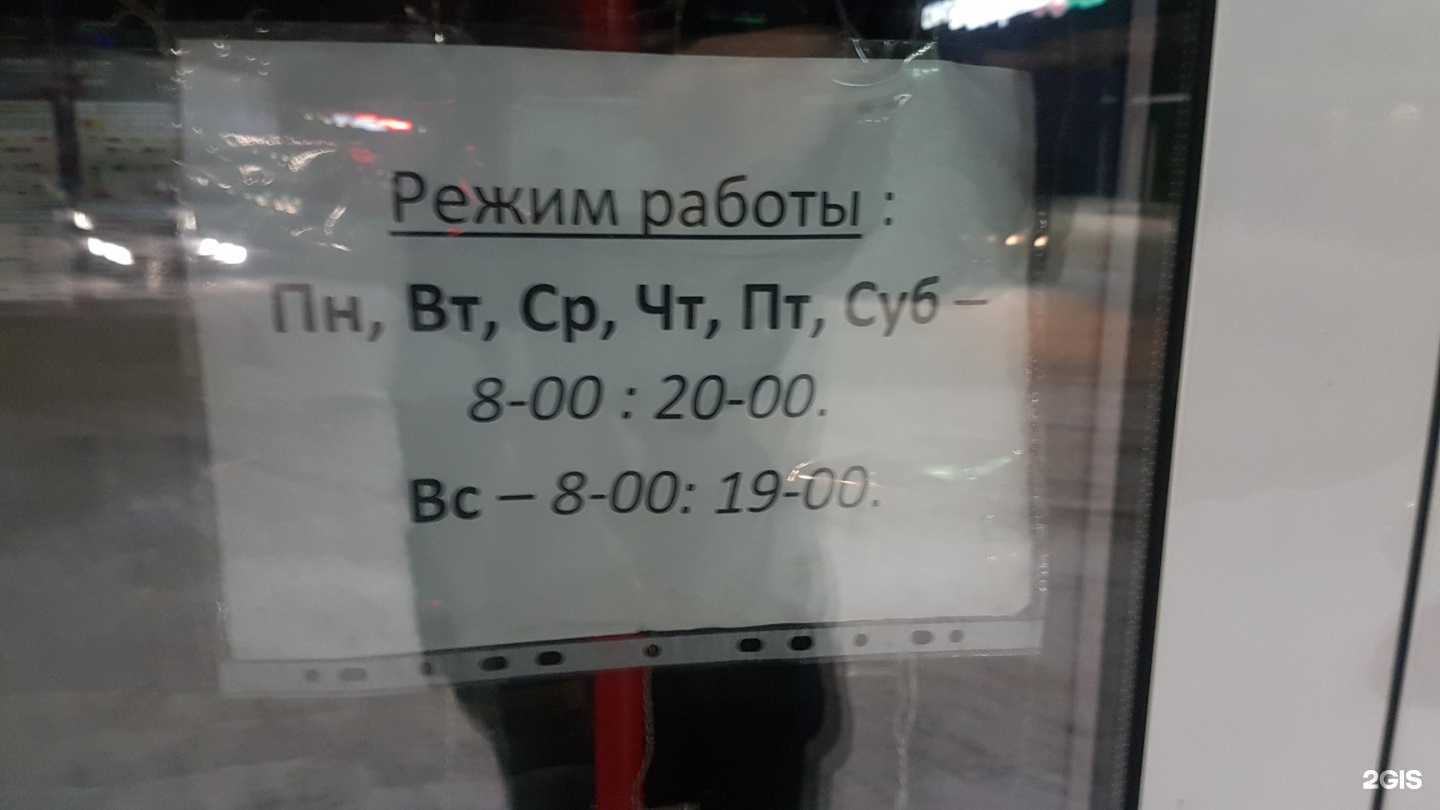 Режим работы :
Пн, Вт, Ср, Чт, Пт, Суб –
8-00 : 20-00.
Вс – 8-00: 19-00.
2GIS